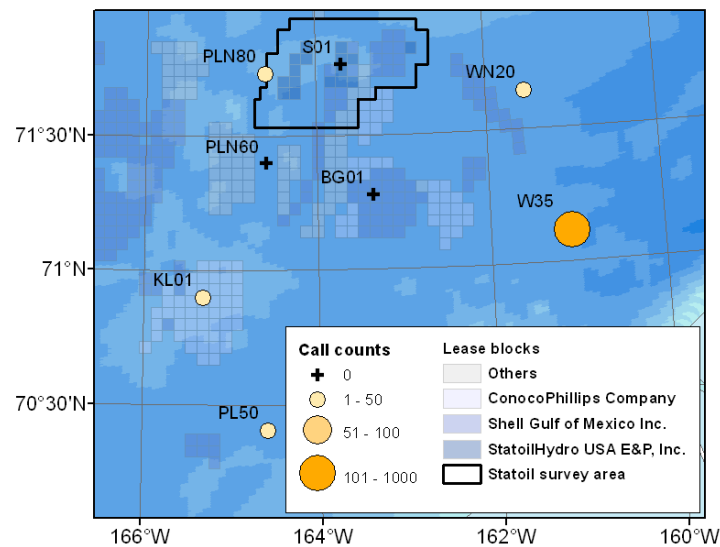 S01
PLN80
WN20
71°30'N
PLN60
BG01
W35
71°N
KL01
Call counts
0
1 - 50
51 - 100
101 - 1000
Lease blocks
Others
ConocoPhillips Company
Shell Gulf of Mexico Inc.
StatoilHydro USA E&P, Inc.
Statoil survey area
70°30'N
PL50
166°W
164°W
162°W
160°W